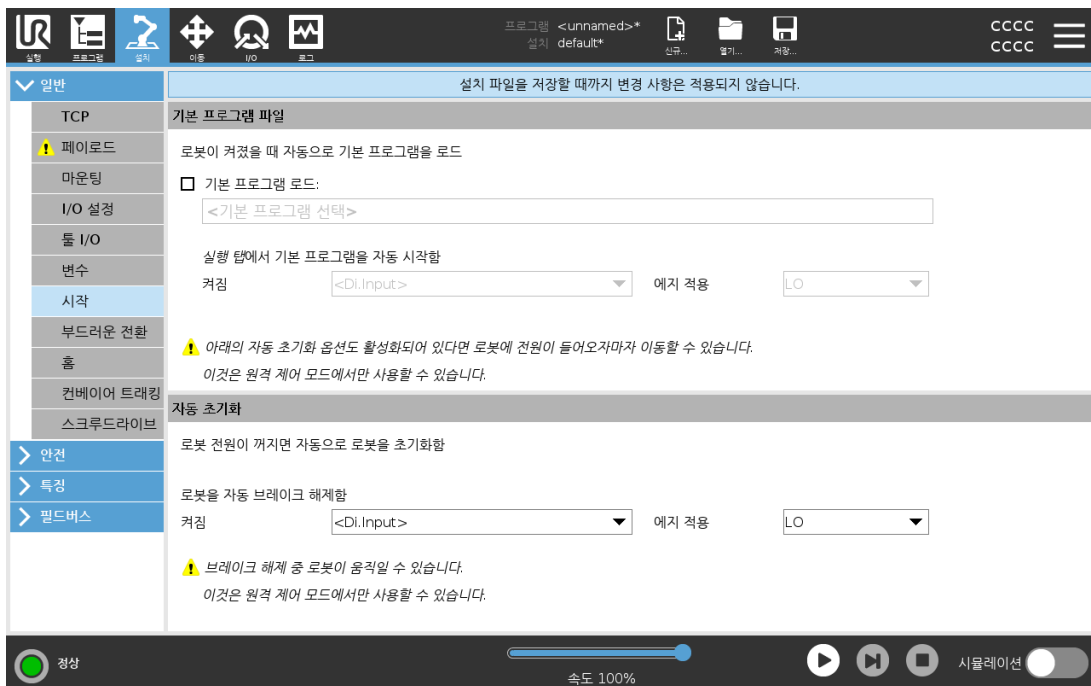 프로그램 <unnamed>*
설치 default*
실행
프로그램
설치
이동
I/O
로그
신규...
열기...
저장...
cccc
cccc
일반
TCP
페이로드
마운팅
I/O 설정
툴 I/O
변수
시작
부드러운 전환
홈
컨베이어 트래킹
스크루드라이브
안전
특징
필드버스
설치 파일을 저장할 때까지 변경 사항은 적용되지 않습니다.
기본 프로그램 파일
로봇이 켜졌을 때 자동으로 기본 프로그램을 로드
기본 프로그램 로드:
<기본 프로그램 선택>
실행 탭에서 기본 프로그램을 자동 시작함
켜짐 <Di.Input> 에지 적용 LO
아래의 자동 초기화 옵션도 활성화되어 있다면 로봇에 전원이 들어오자마자 이동할 수 있습니다.
이것은 원격 제어 모드에서만 사용할 수 있습니다.
자동 초기화
로봇 전원이 꺼지면 자동으로 로봇을 초기화함
로봇을 자동 브레이크 해제함
켜짐 <Di.Input> 에지 적용 LO
브레이크 해제 중 로봇이 움직일 수 있습니다.
이것은 원격 제어 모드에서만 사용할 수 있습니다.
정상
속도 100%
시뮬레이션